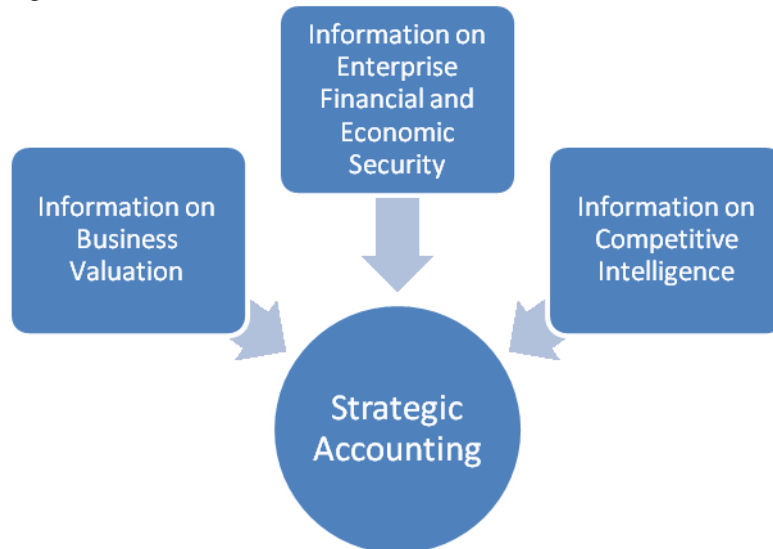 Information on
Enterprise
Financial and
Economic
Security
Information on
Business
Valuation
Information on
Competitive
Intelligence
Strategic
Accounting